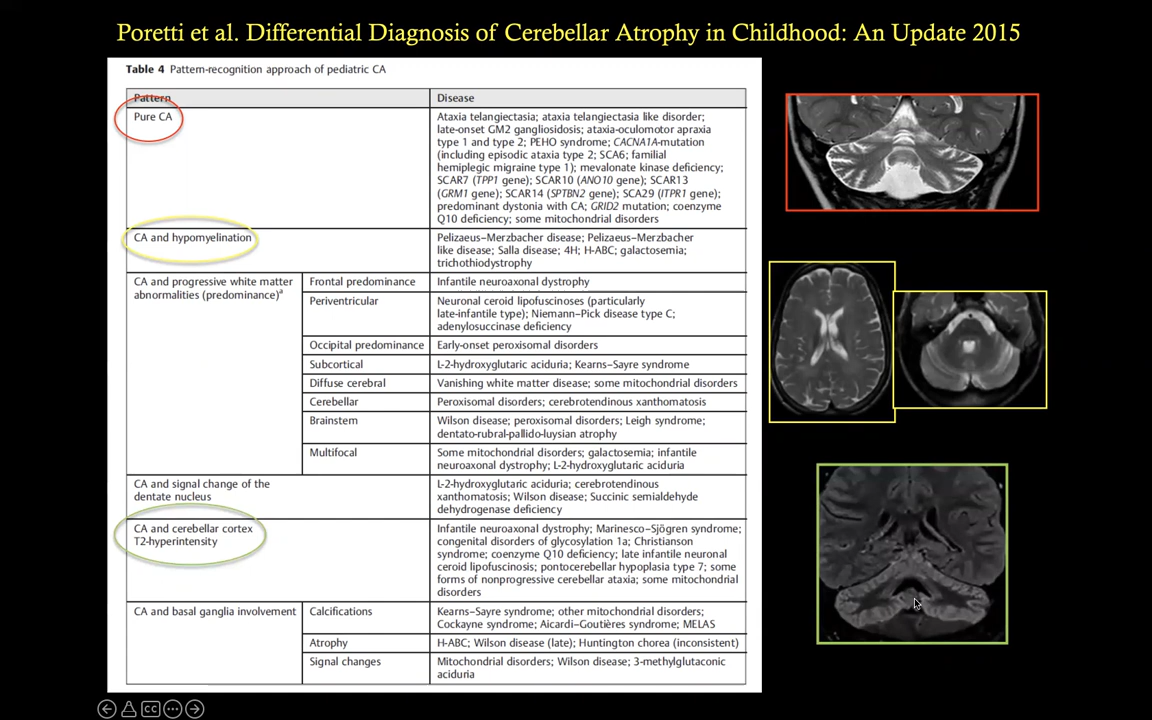 Poretti et al. Differential Diagnosis of Cerebellar Atrophy in Childhood: An Update 2015
Table 4 Pattern-recognition approach of pediatric CA
Pattern
Disease
Pure CA
Ataxia telangiectasia; ataxia telangiectasia like disorder;
late-onset GM2 gangliosidosis; ataxia-oculomotor apraxia
type 1 and type 2; PEHO syndrome; CACNA1A-mutation
(including episodic ataxia type 2; SCA6; familial
hemiplegic migraine type 1); mevalonate kinase deficiency;
SCAR7 (TPP1 gene); SCAR10 (ANO10 gene); SCAR13
(GRM1 gene); SCAR14 (SPTBN2 gene); SCA29 (ITPR1 gene);
predominant dystonia with CA; GRID2 mutation; coenzyme
Q10 deficiency; some mitochondrial disorders
CA and hypomyelination
Pelizaeus–Merzbacher disease; Pelizaeus–Merzbacher
like disease; Salla disease; 4H; H-ABC; galactosemia;
trichothiodystrophy
CA and progressive white matter
abnormalities (predominance)a
Frontal predominance
Infantile neuroaxonal dystrophy
Periventricular
Neuronal ceroid lipofuscinoses (particularly
late-infantile type); Niemann–Pick disease type C;
adenylosuccinase deficiency
Occipital predominance
Early-onset peroxisomal disorders
Subcortical
L-2-hydroxyglutaric aciduria; Kearns–Sayre syndrome
Diffuse cerebral
Vanishing white matter disease; some mitochondrial disorders
Cerebellar
Peroxisomal disorders; cerebrotendinous xanthomatosis
Brainstem
Wilson disease; peroxisomal disorders; Leigh syndrome;
dentato-rubral-pallido-luysian atrophy
Multifocal
Some mitochondrial disorders; galactosemia; infantile
neuroaxonal dystrophy; L-2-hydroxyglutaric aciduria
CA and signal change of the
dentate nucleus
L-2-hydroxyglutaric aciduria; cerebrotendinous
xanthomatosis; Wilson disease; Succinic semialdehyde
dehydrogenase deficiency
CA and cerebellar cortex
T2-hyperintensity
Infantile neuroaxonal dystrophy; Marinesco–Sjögren syndrome;
congenital disorders of glycosylation 1a; Christianson
syndrome; coenzyme Q10 deficiency; late infantile neuronal
ceroid lipofuscinosis; pontocerebellar hypoplasia type 7; some
forms of nonprogressive cerebellar ataxia; some mitochondrial
disorders
CA and basal ganglia involvement
Calcifications
Kearns–Sayre syndrome; other mitochondrial disorders;
Cockayne syndrome; Aicardi–Goutières syndrome; MELAS
Atrophy
H-ABC; Wilson disease (late); Huntington chorea (inconsistent)
Signal changes
Mitochondrial disorders; Wilson disease; 3-methylglutaconic
aciduria
CC